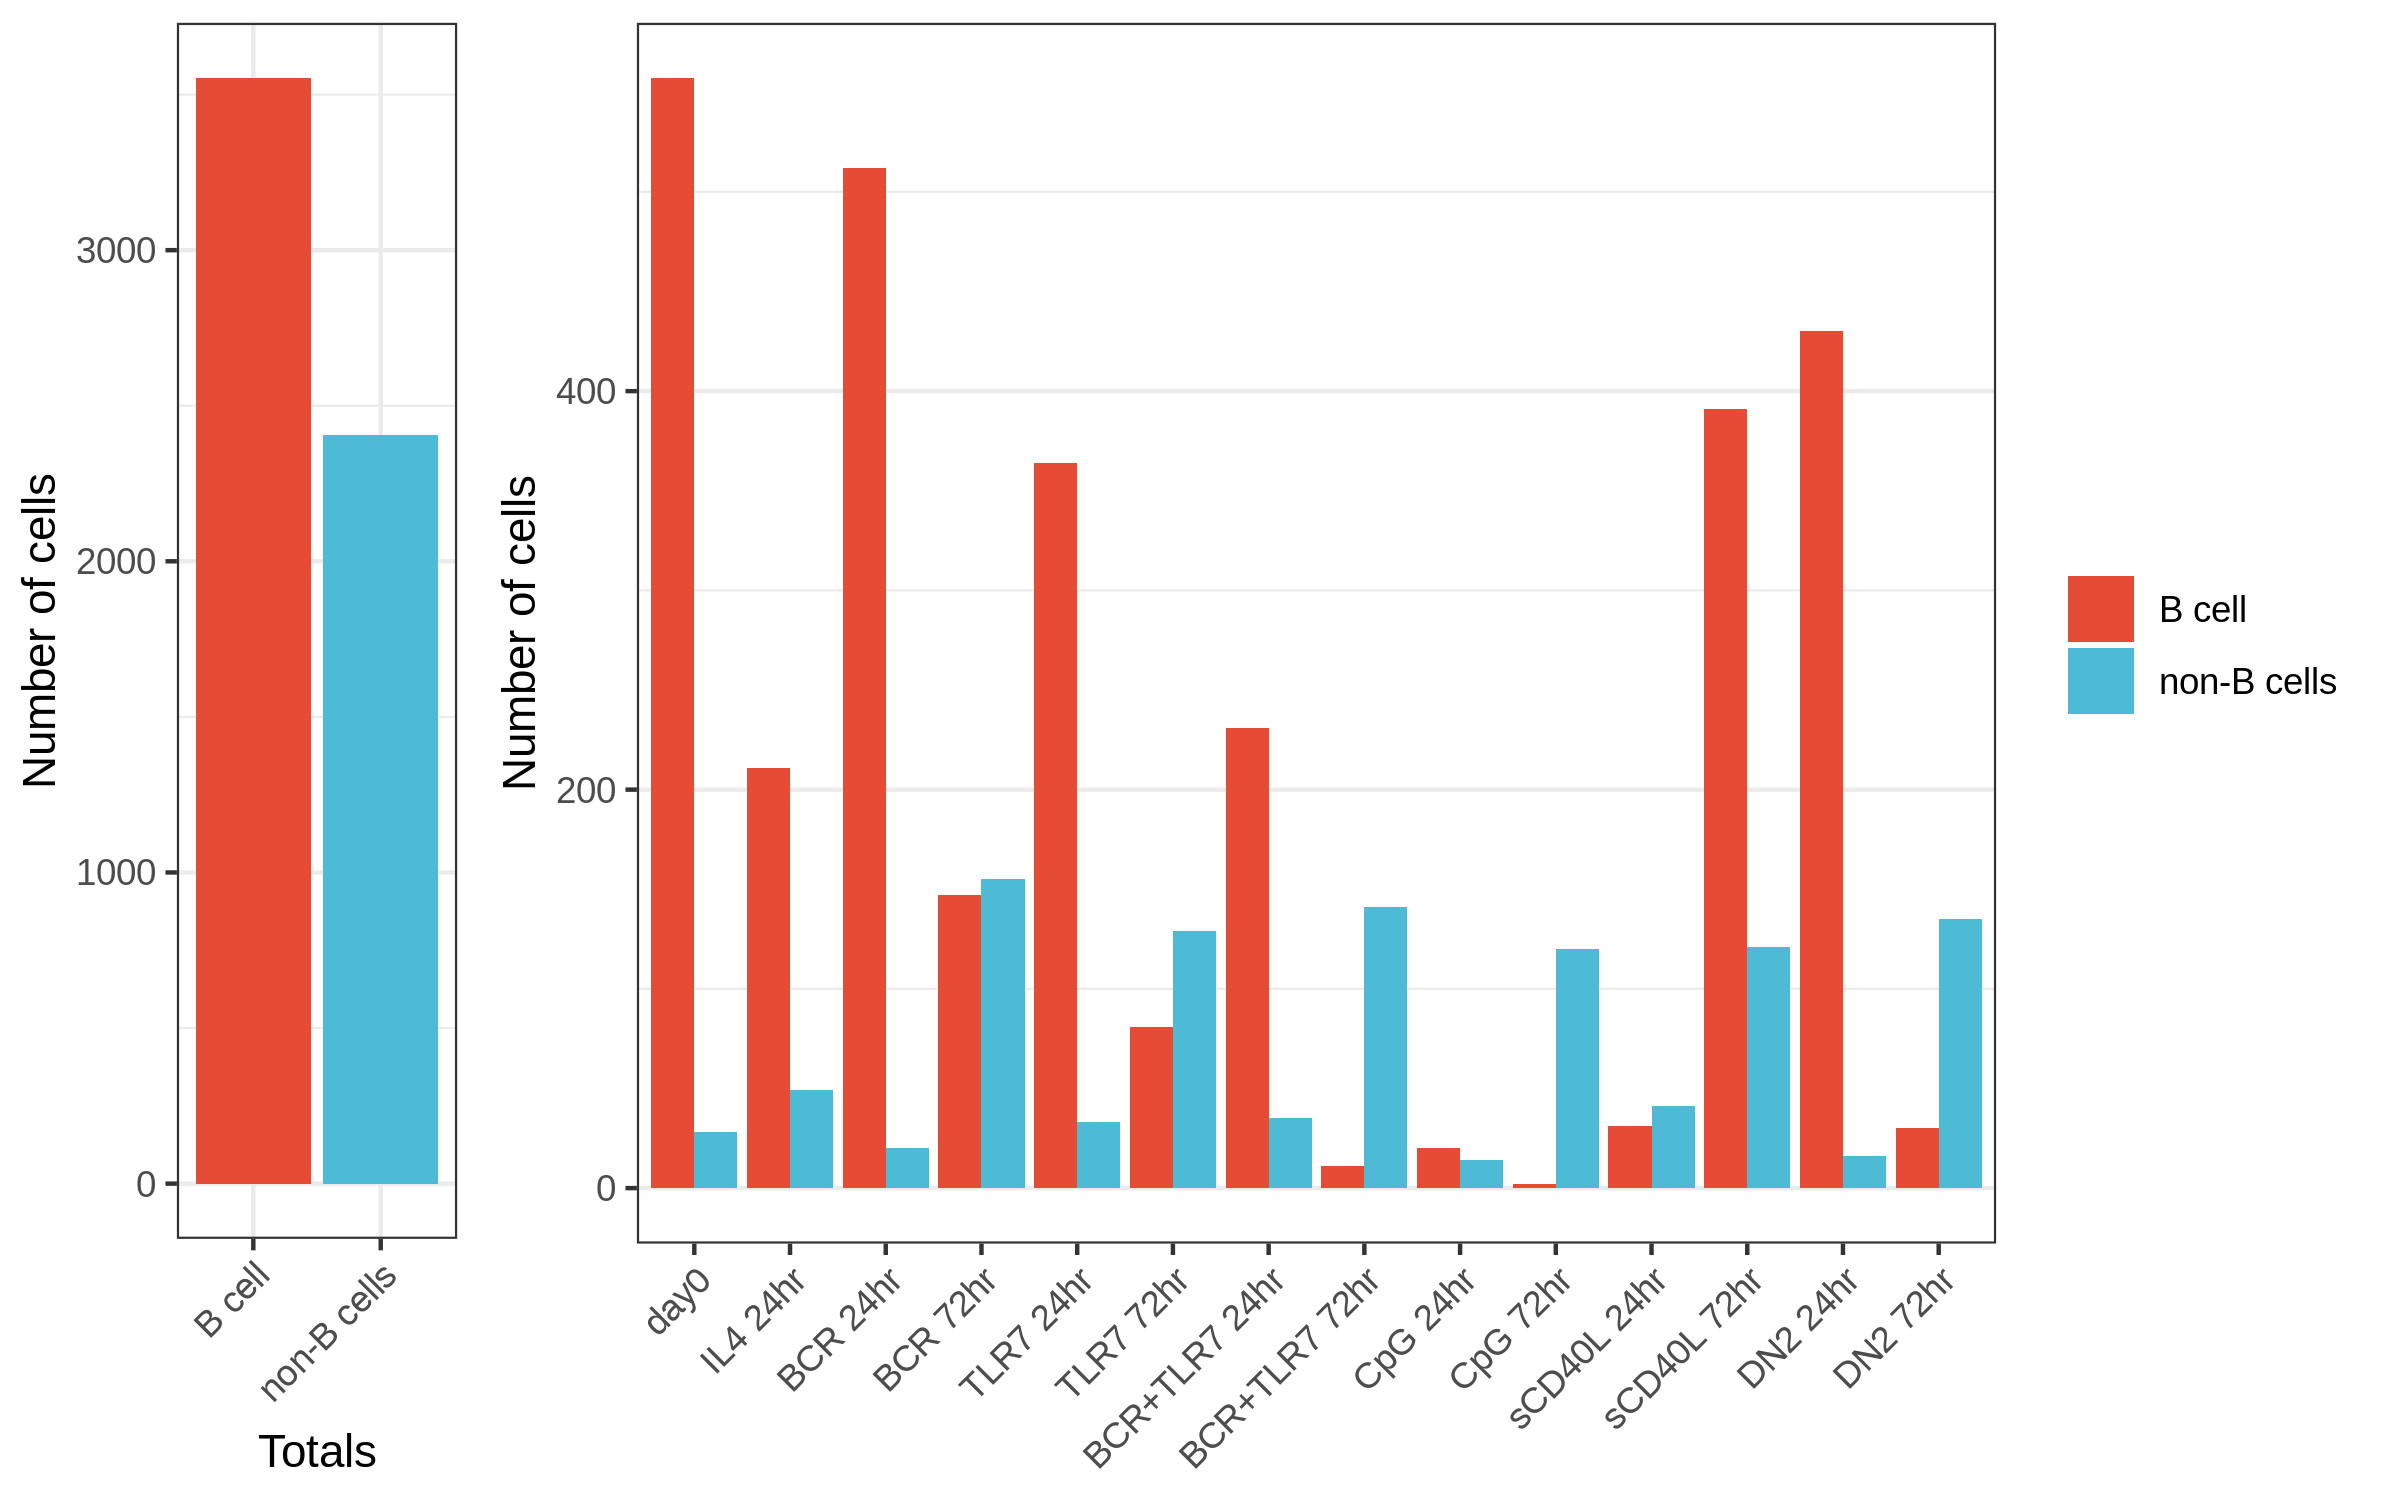 Number of cells
3000
2000
1000
0
B cell
non-B cells
Totals
Number of cells
400
200
0
day0
IL4 24hr
BCR 24hr
BCR 72hr
TLR7 24hr
TLR7 72hr
BCR+TLR7 24hr
BCR+TLR7 72hr
CpG 24hr
CpG 72hr
sCD40L 24hr
sCD40L 72hr
DN2 24hr
DN2 72hr
B cell
non-B cells